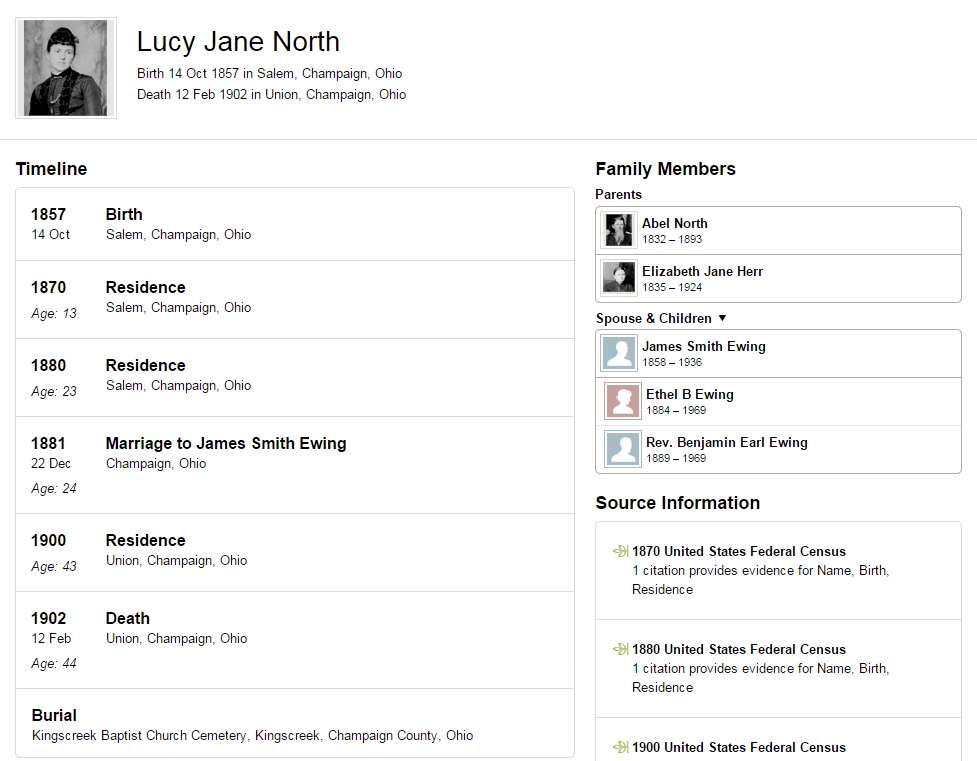 Lucy Jane North
Birth 14 Oct 1857 in Salem, Champaign, Ohio
Death 12 Feb 1902 in Union, Champaign, Ohio
Timeline
1857 Birth
14 Oct Salem, Champaign, Ohio
1870 Residence
Salem, Champaign, Ohio
Age: 13
1880 Residence
Salem, Champaign, Ohio
Age: 23
1881 Marriage to James Smith Ewing
22 Dec Champaign, Ohio
Age: 24
1900 Residence
Union, Champaign, Ohio
Age: 43
1902 Death
12 Feb Union, Champaign, Ohio
Age: 44
Burial
Kingscreek Baptist Church Cemetery, Kingscreek, Champaign County, Ohio
Family Members
Parents
Abel North
1832 – 1893
Elizabeth Jane Herr
1835 – 1924
Spouse & Children ▼
James Smith Ewing
1858 – 1936
Ethel B Ewing
1884 – 1969
Rev. Benjamin Earl Ewing
1889 – 1969
Source Information
1870 United States Federal Census
1 citation provides evidence for Name, Birth,
Residence
1880 United States Federal Census
1 citation provides evidence for Name, Birth,
Residence
1900 United States Federal Census